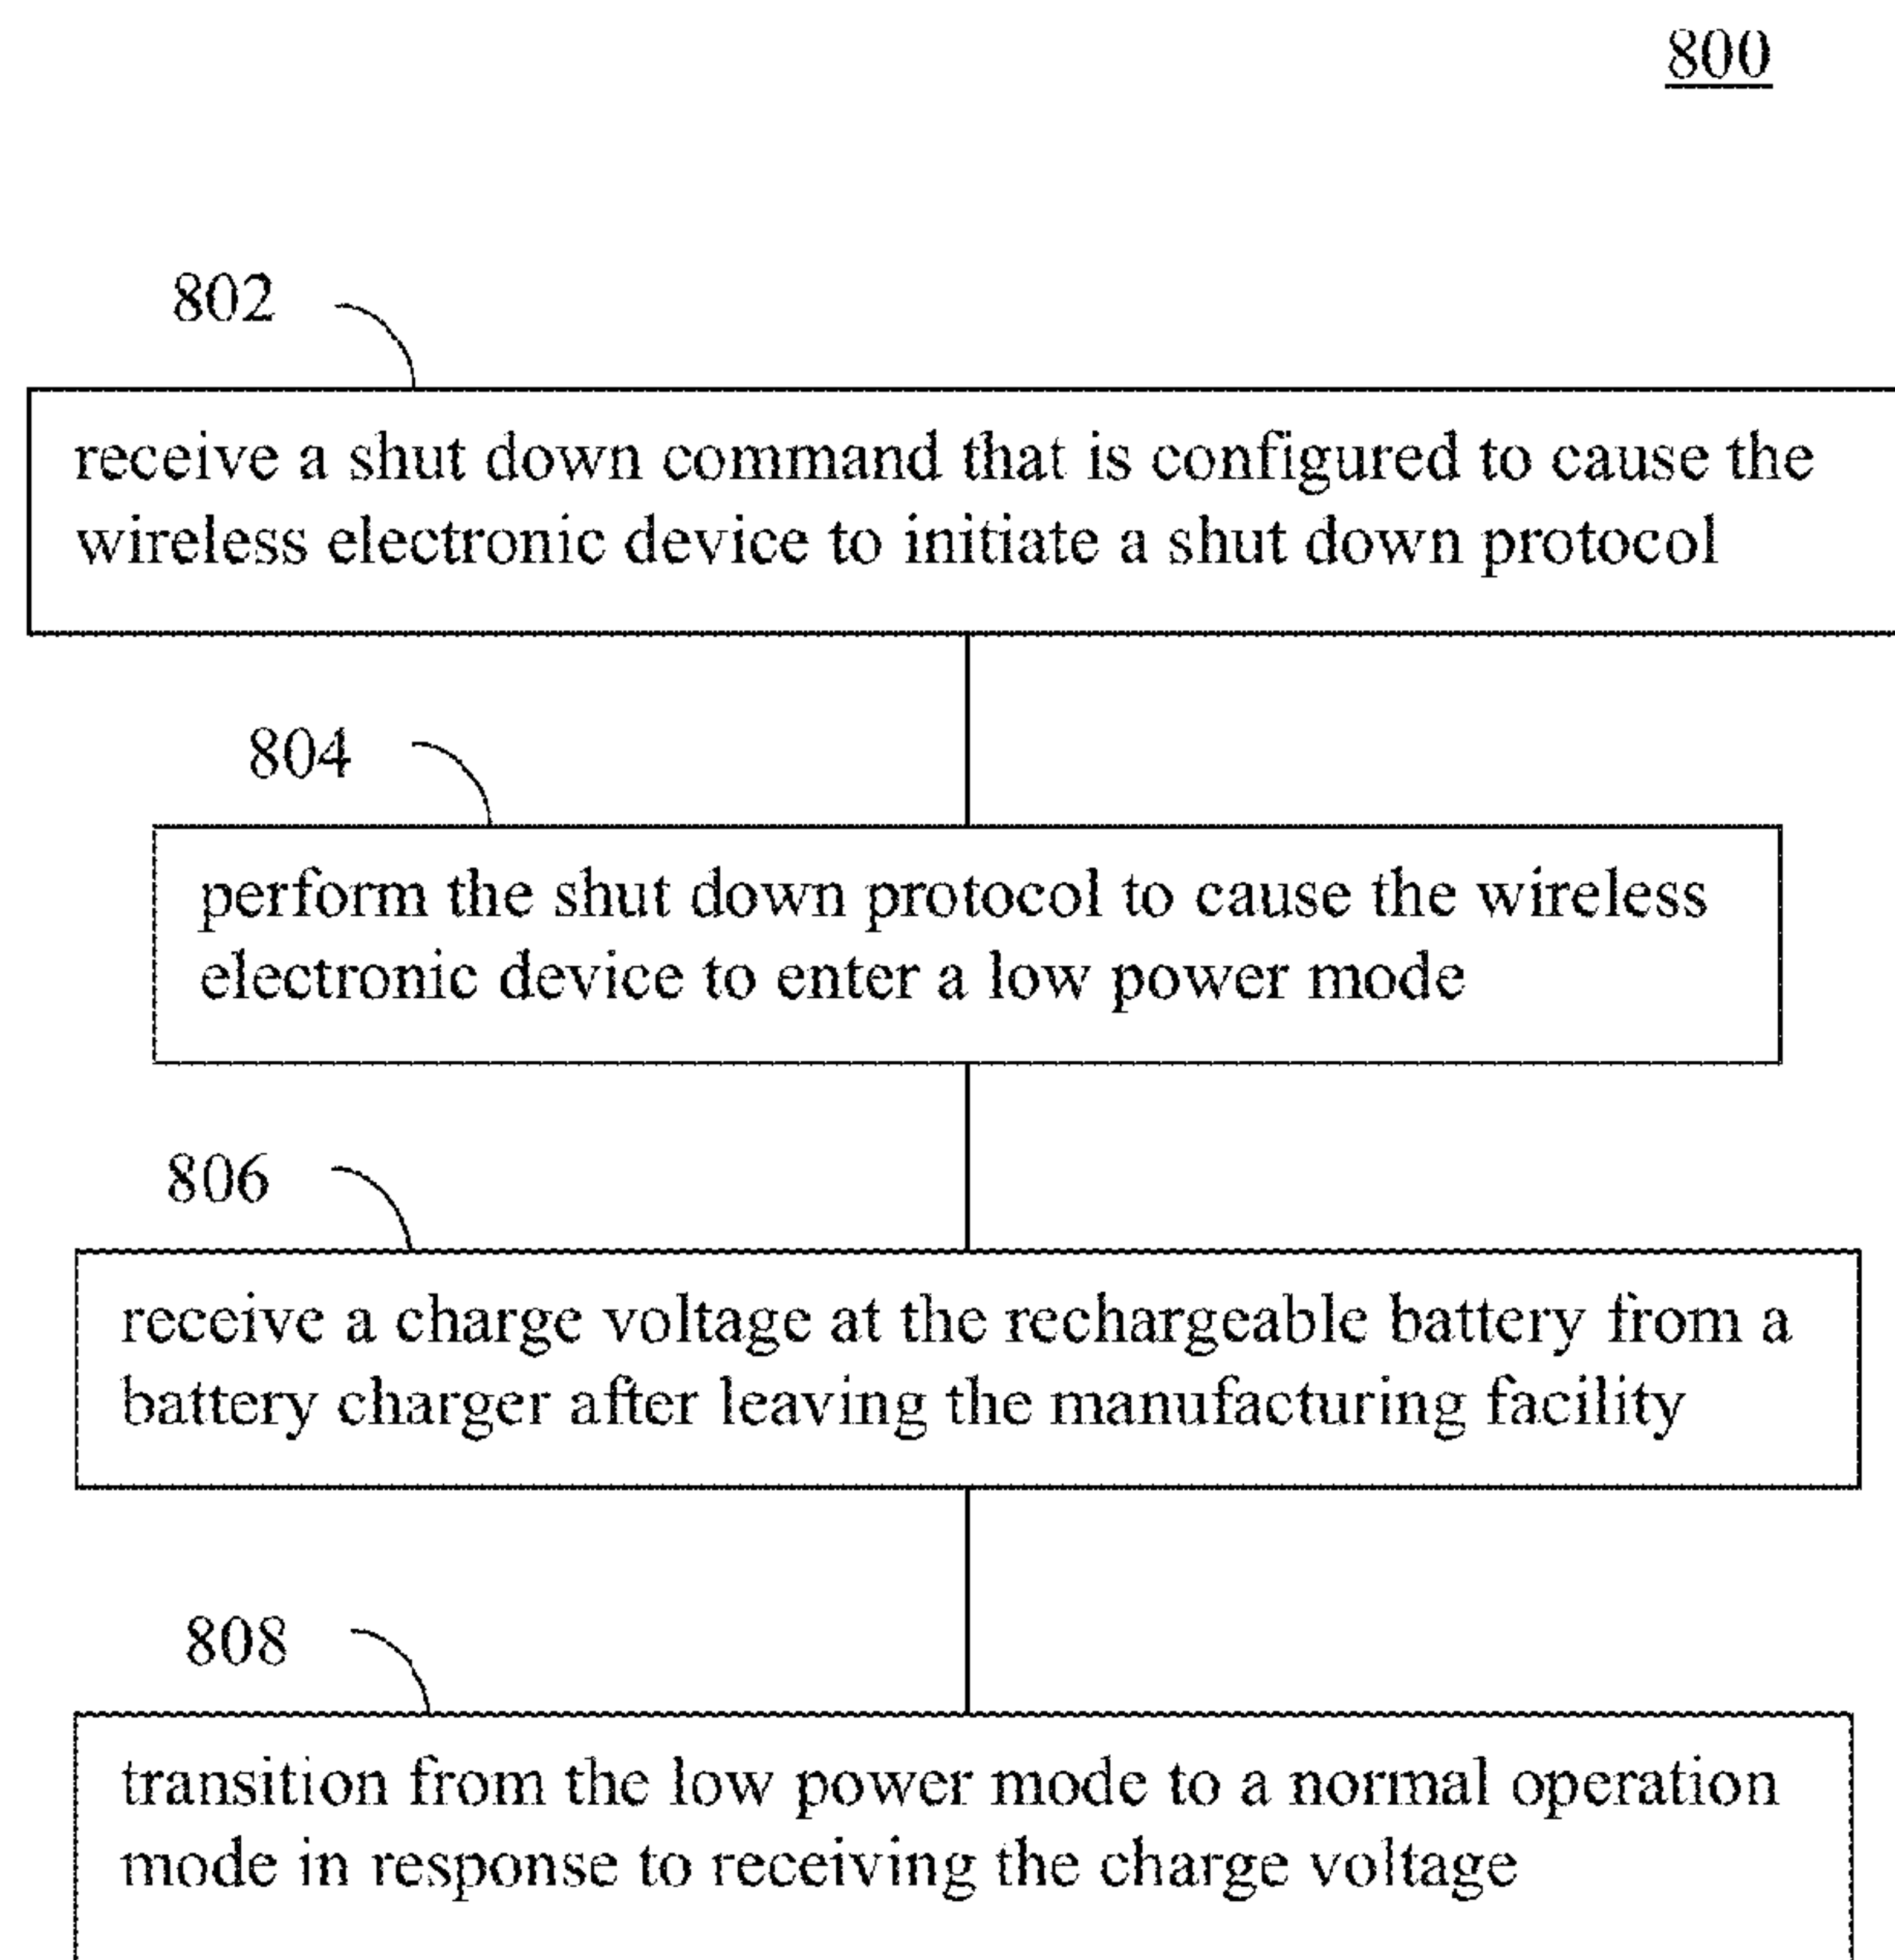 800
802
receive a shut down command that is configured to cause the
wireless electronic device to initiate a shut down protocol
804
perform the shut down protocol to cause the wireless
electronic device to enter a low power mode
806
receive a charge voltage at the rechargeable battery from a
battery charger after leaving the manufacturing facility
808
transition from the low power mode to a normal operation
mode in response to receiving the charge voltage